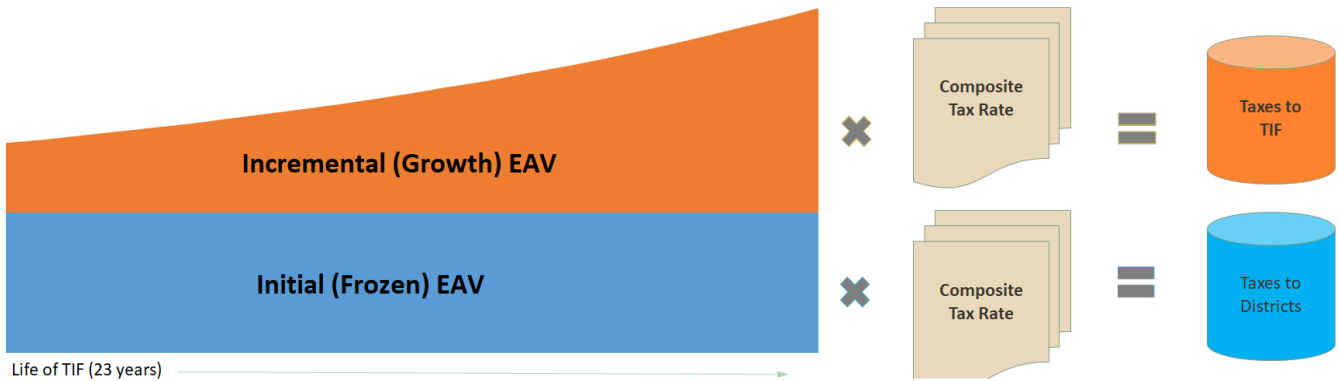 Incremental (Growth) EAV
Composite
Tax Rate
Taxes to
TIF
Initial (Frozen) EAV
Composite
Tax Rate
Taxes to
Districts
Life of TIF (23 years)